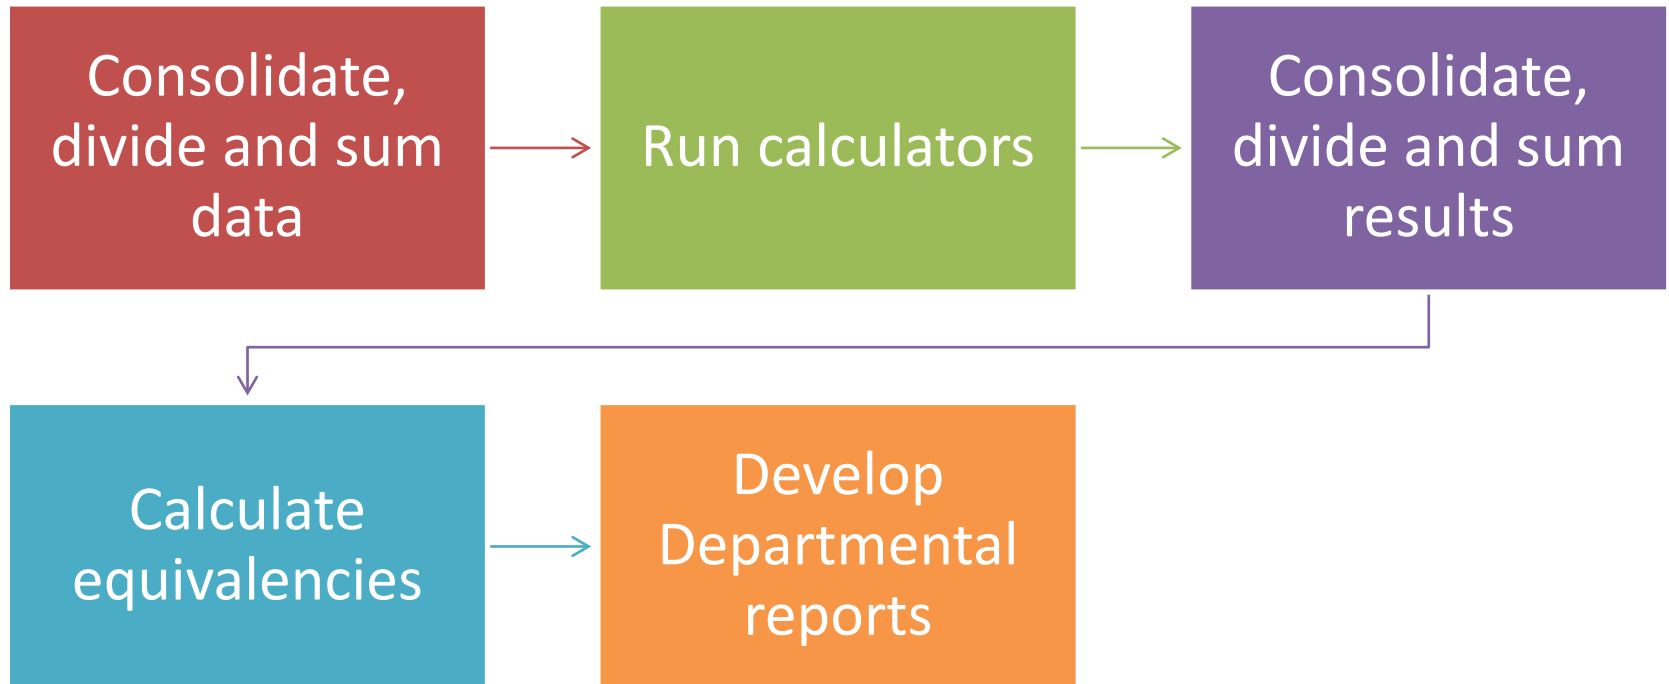 Consolidate,
divide and sum
data
Run calculators
Consolidate,
divide and sum
results
Calculate
equivalencies
Develop
Departmental
reports